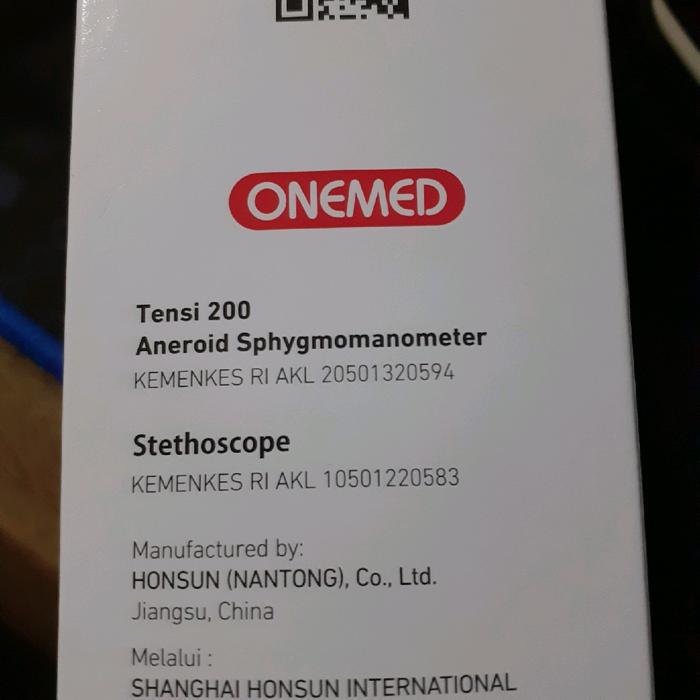 ONEMED
Tensi 200
Aneroid Sphygmomanometer
KEMENKES RI AKL 20501320594
Stethoscope
KEMENKES RI AKL 10501220583
Manufactured by:
HONSUN (NANTONG), Co., Ltd.
Jiangsu, China
Melalui :
SHANGHAI HONSUN INTERNATIONAL